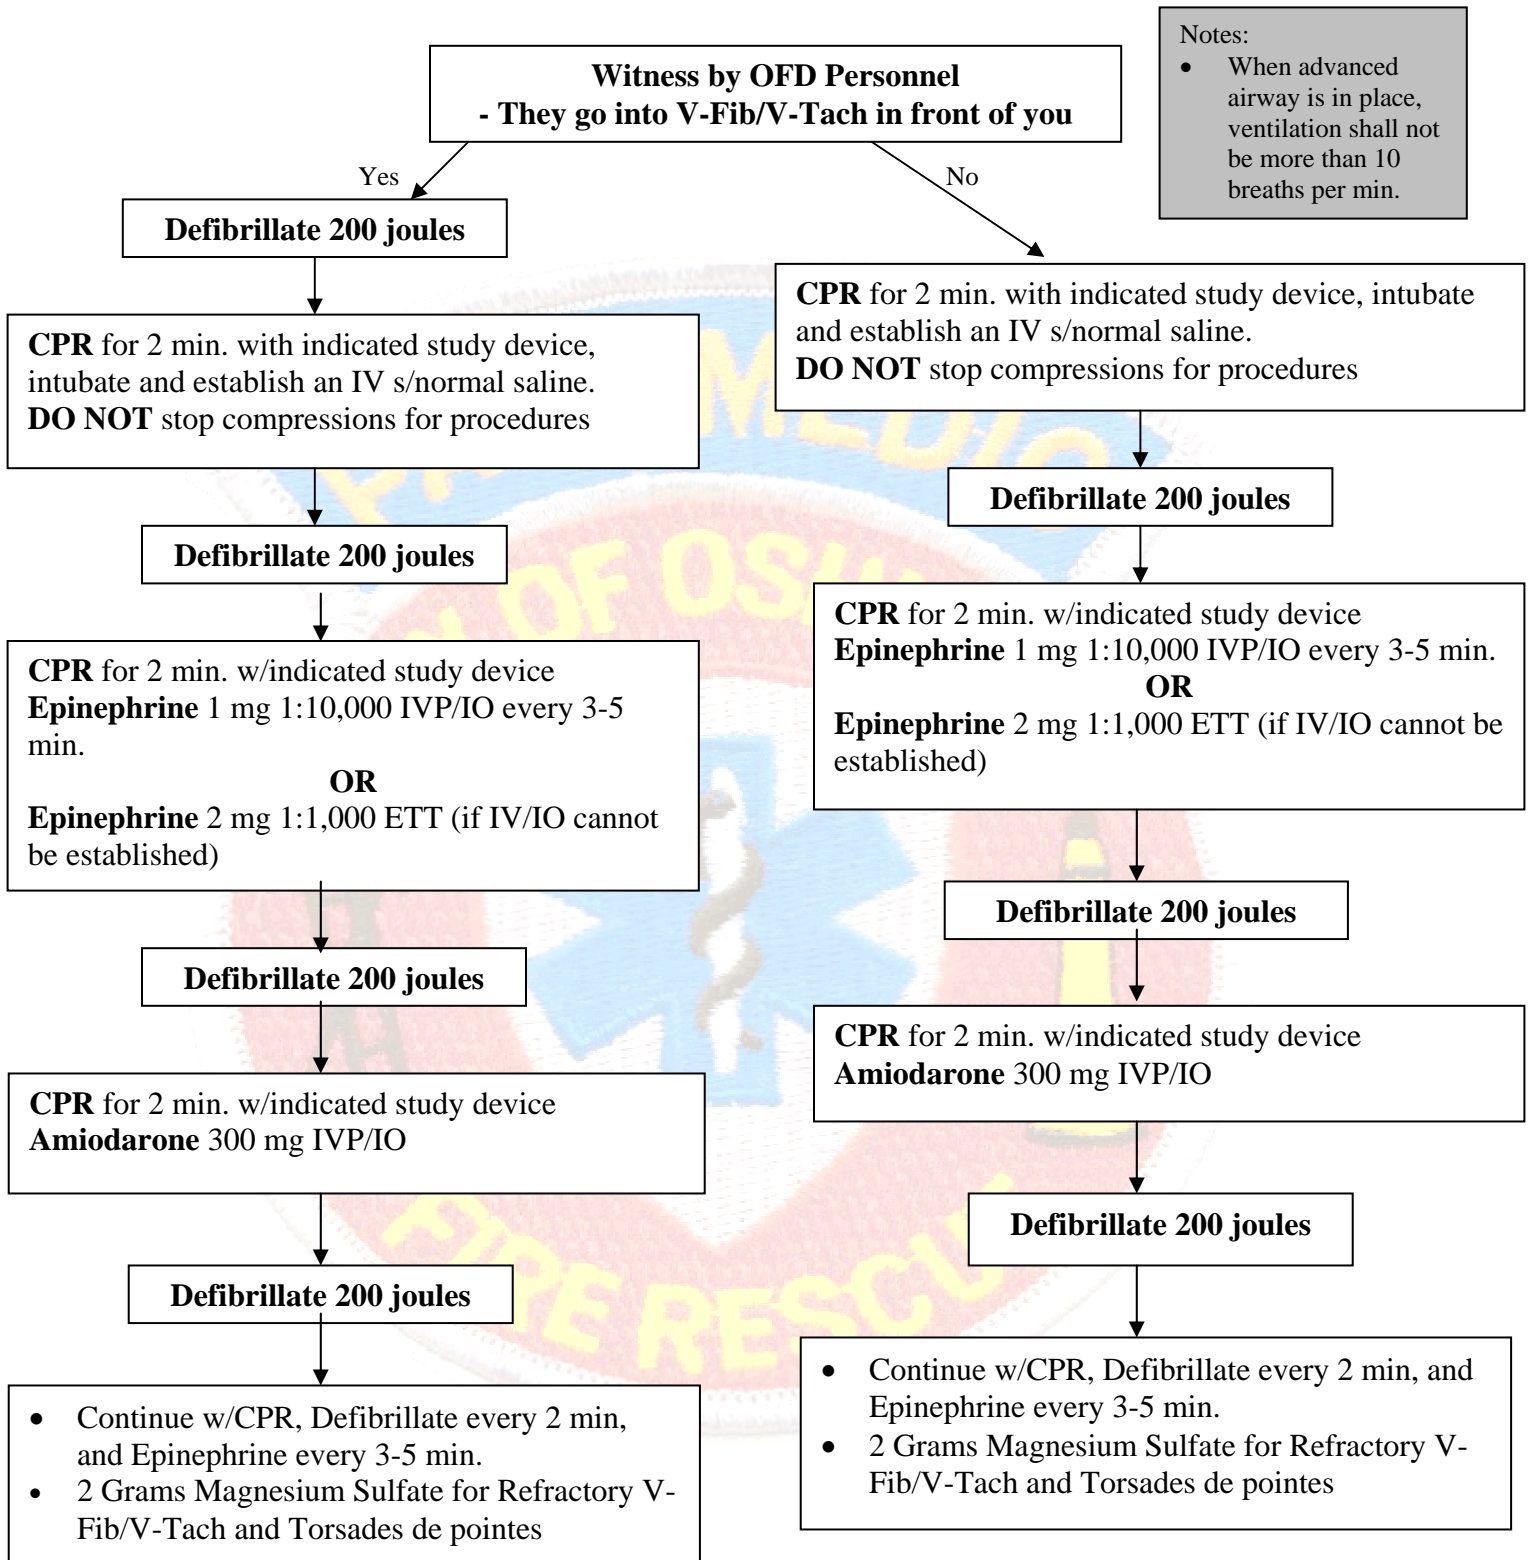 Notes:
• When advanced
airway is in place,
ventilation shall not
be more than 10
breaths per min.
Witness by OFD Personnel
- They go into V-Fib/V-Tach in front of you
Yes
No
Defibrillate 200 joules
CPR for 2 min. with indicated study device,
intubate and establish an IV s/normal saline.
DO NOT stop compressions for procedures
Defibrillate 200 joules
CPR for 2 min. w/indicated study device
Epinephrine 1 mg 1:10,000 IVP/IO every 3-5
min.
OR
Epinephrine 2 mg 1:1,000 ETT (if IV/IO cannot
be established)
Defibrillate 200 joules
CPR for 2 min. w/indicated study device
Amiodarone 300 mg IVP/IO
Defibrillate 200 joules
• Continue w/CPR, Defibrillate every 2 min,
and Epinephrine every 3-5 min.
• 2 Grams Magnesium Sulfate for Refractory V-
Fib/V-Tach and Torsades de pointes
CPR for 2 min. with indicated study device, intubate
and establish an IV s/normal saline.
DO NOT stop compressions for procedures
Defibrillate 200 joules
CPR for 2 min. w/indicated study device
Epinephrine 1 mg 1:10,000 IVP/IO every 3-5 min.
OR
Epinephrine 2 mg 1:1,000 ETT (if IV/IO cannot be
established)
Defibrillate 200 joules
CPR for 2 min. w/indicated study device
Amiodarone 300 mg IVP/IO
Defibrillate 200 joules
• Continue w/CPR, Defibrillate every 2 min, and
Epinephrine every 3-5 min.
• 2 Grams Magnesium Sulfate for Refractory V-
Fib/V-Tach and Torsades de pointes
OF
FIRE RESCUE